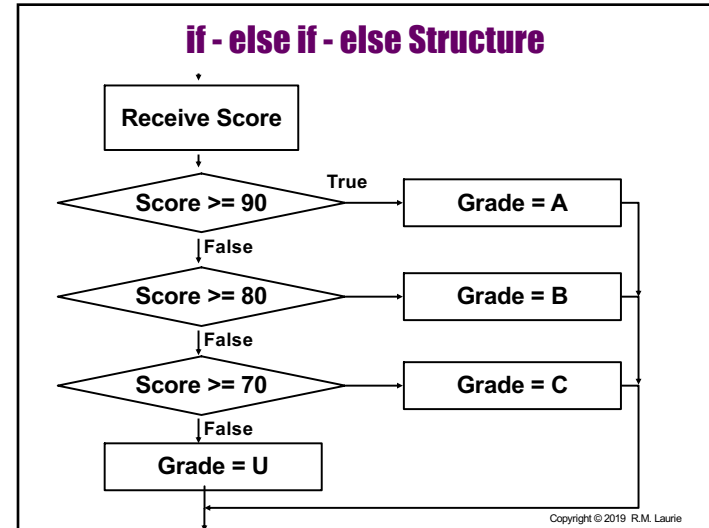 if - else if - else Structure
Receive Score
True
Score >= 90
Grade = A
False
Score >= 80
Grade = B
False
Score >= 70
Grade = C
False
Grade = U
Copyright © 2019 R.M. Laurie